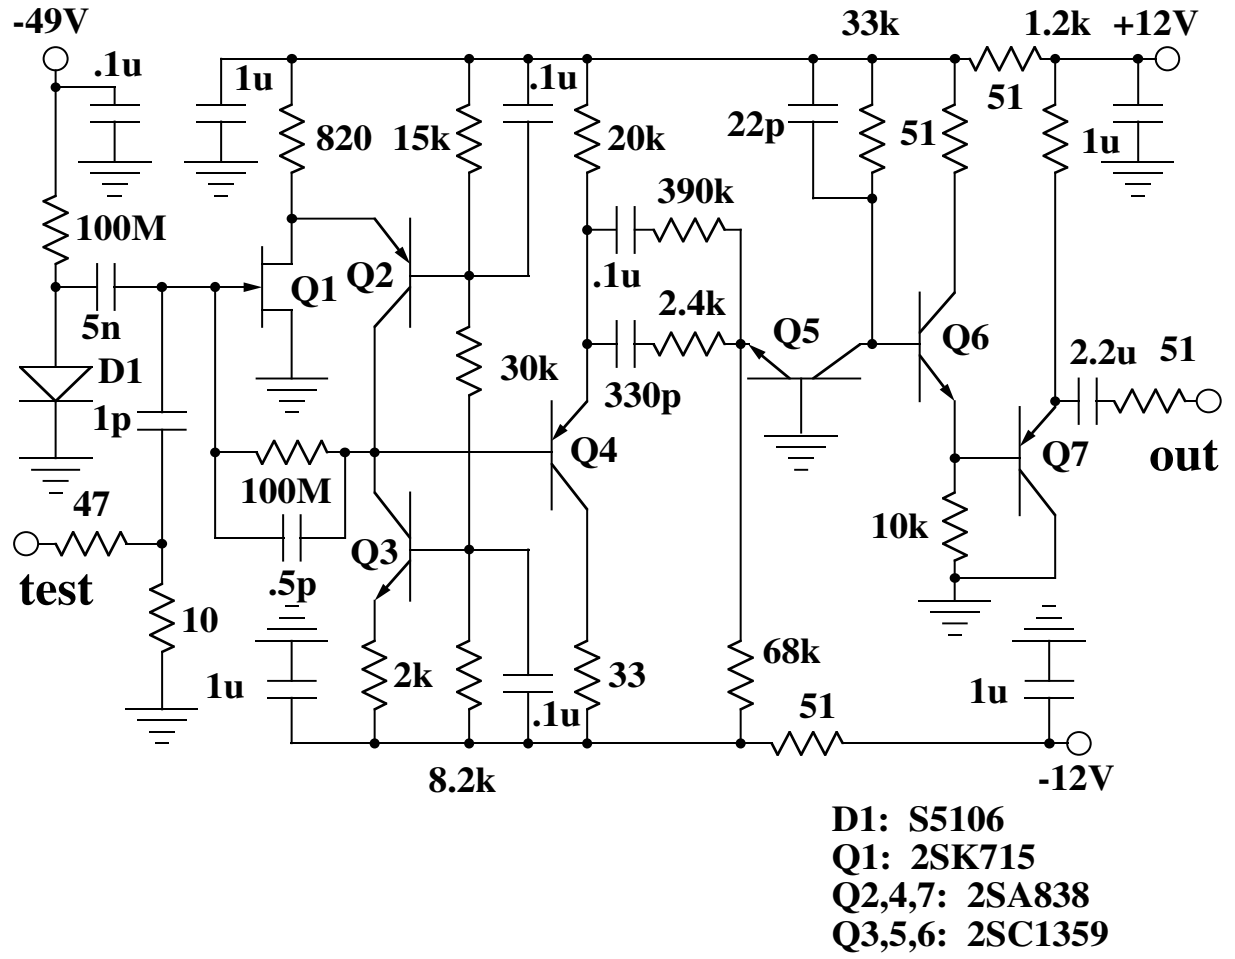 -49V
33k
1.2k
+12V
.1u
1u
.1u
51
820
15k
20k
22p
51
1u
390k
100M
Q1
Q2
.1u
2.4k
5n
Q5
Q6
D1
30k
2.2u
51
1p
330p
Q4
Q7
out
47
100M
10k
Q3
test
.5p
10
1u
2k
33
68k
1u
.1u
51
8.2k
-12V
D1: S5106
Q1: 2SK715
Q2,4,7: 2SA838
Q3,5,6: 2SC1359